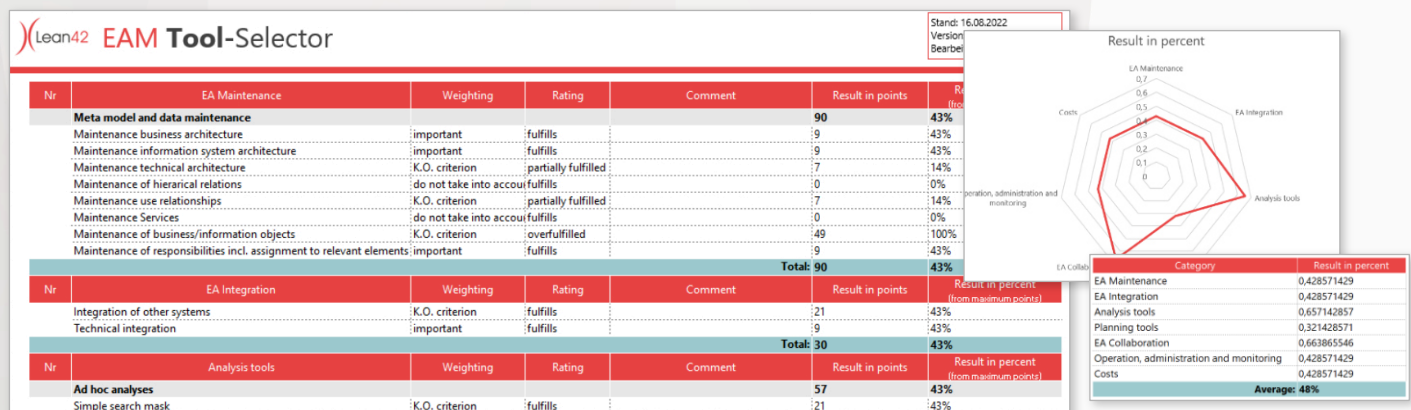 Lean42 EAM Tool-Selector
Stand: 16.08.2022
Version
Bearbei
Nr EA Maintenance Weighting Rating Comment Result in points
Meta model and data maintenance 90 43%
Maintenance business architecture important fulfills 9 43%
Maintenance information system architecture important fulfills 9 43%
Maintenance technical architecture K.O. criterion partially fulfilled 7 14%
Maintenance of hierarical relations do not take into accou fulfills 0 0%
Maintenance use relationships K.O. criterion partially fulfilled 7 14%
Maintenance Services do not take into accou fulfills 0 0%
Maintenance of business/information objects K.O. criterion overfulfilled 49 100%
Maintenance of responsibilities incl. assignment to relevant elements important fulfills 9 43%
Total: 90 43%
Nr EA Integration Weighting Rating Comment Result in points Result in percent
(from maximum points)
Integration of other systems K.O. criterion fulfills 21 43%
Technical integration important fulfills 9 43%
Total: 30 43%
Nr Analysis tools Weighting Rating Comment Result in points Result in percent
(from maximum points)
Ad hoc analyses 57 43%
Simple search mask K.O. criterion fulfills 21 43%
Result in percent
EA Maintenance
0,7
0,6
0,5
0,4
0,3
0,2
0,1
0
Costs
EA Integration
Analysis tools
peration, administration and
monitoring
EA Collab
Category Result in percent
EA Maintenance 0,428571429
EA Integration 0,428571429
Analysis tools 0,657142857
Planning tools 0,321428571
EA Collaboration 0,663865546
Operation, administration and monitoring 0,428571429
Costs 0,428571429
Average: 48%